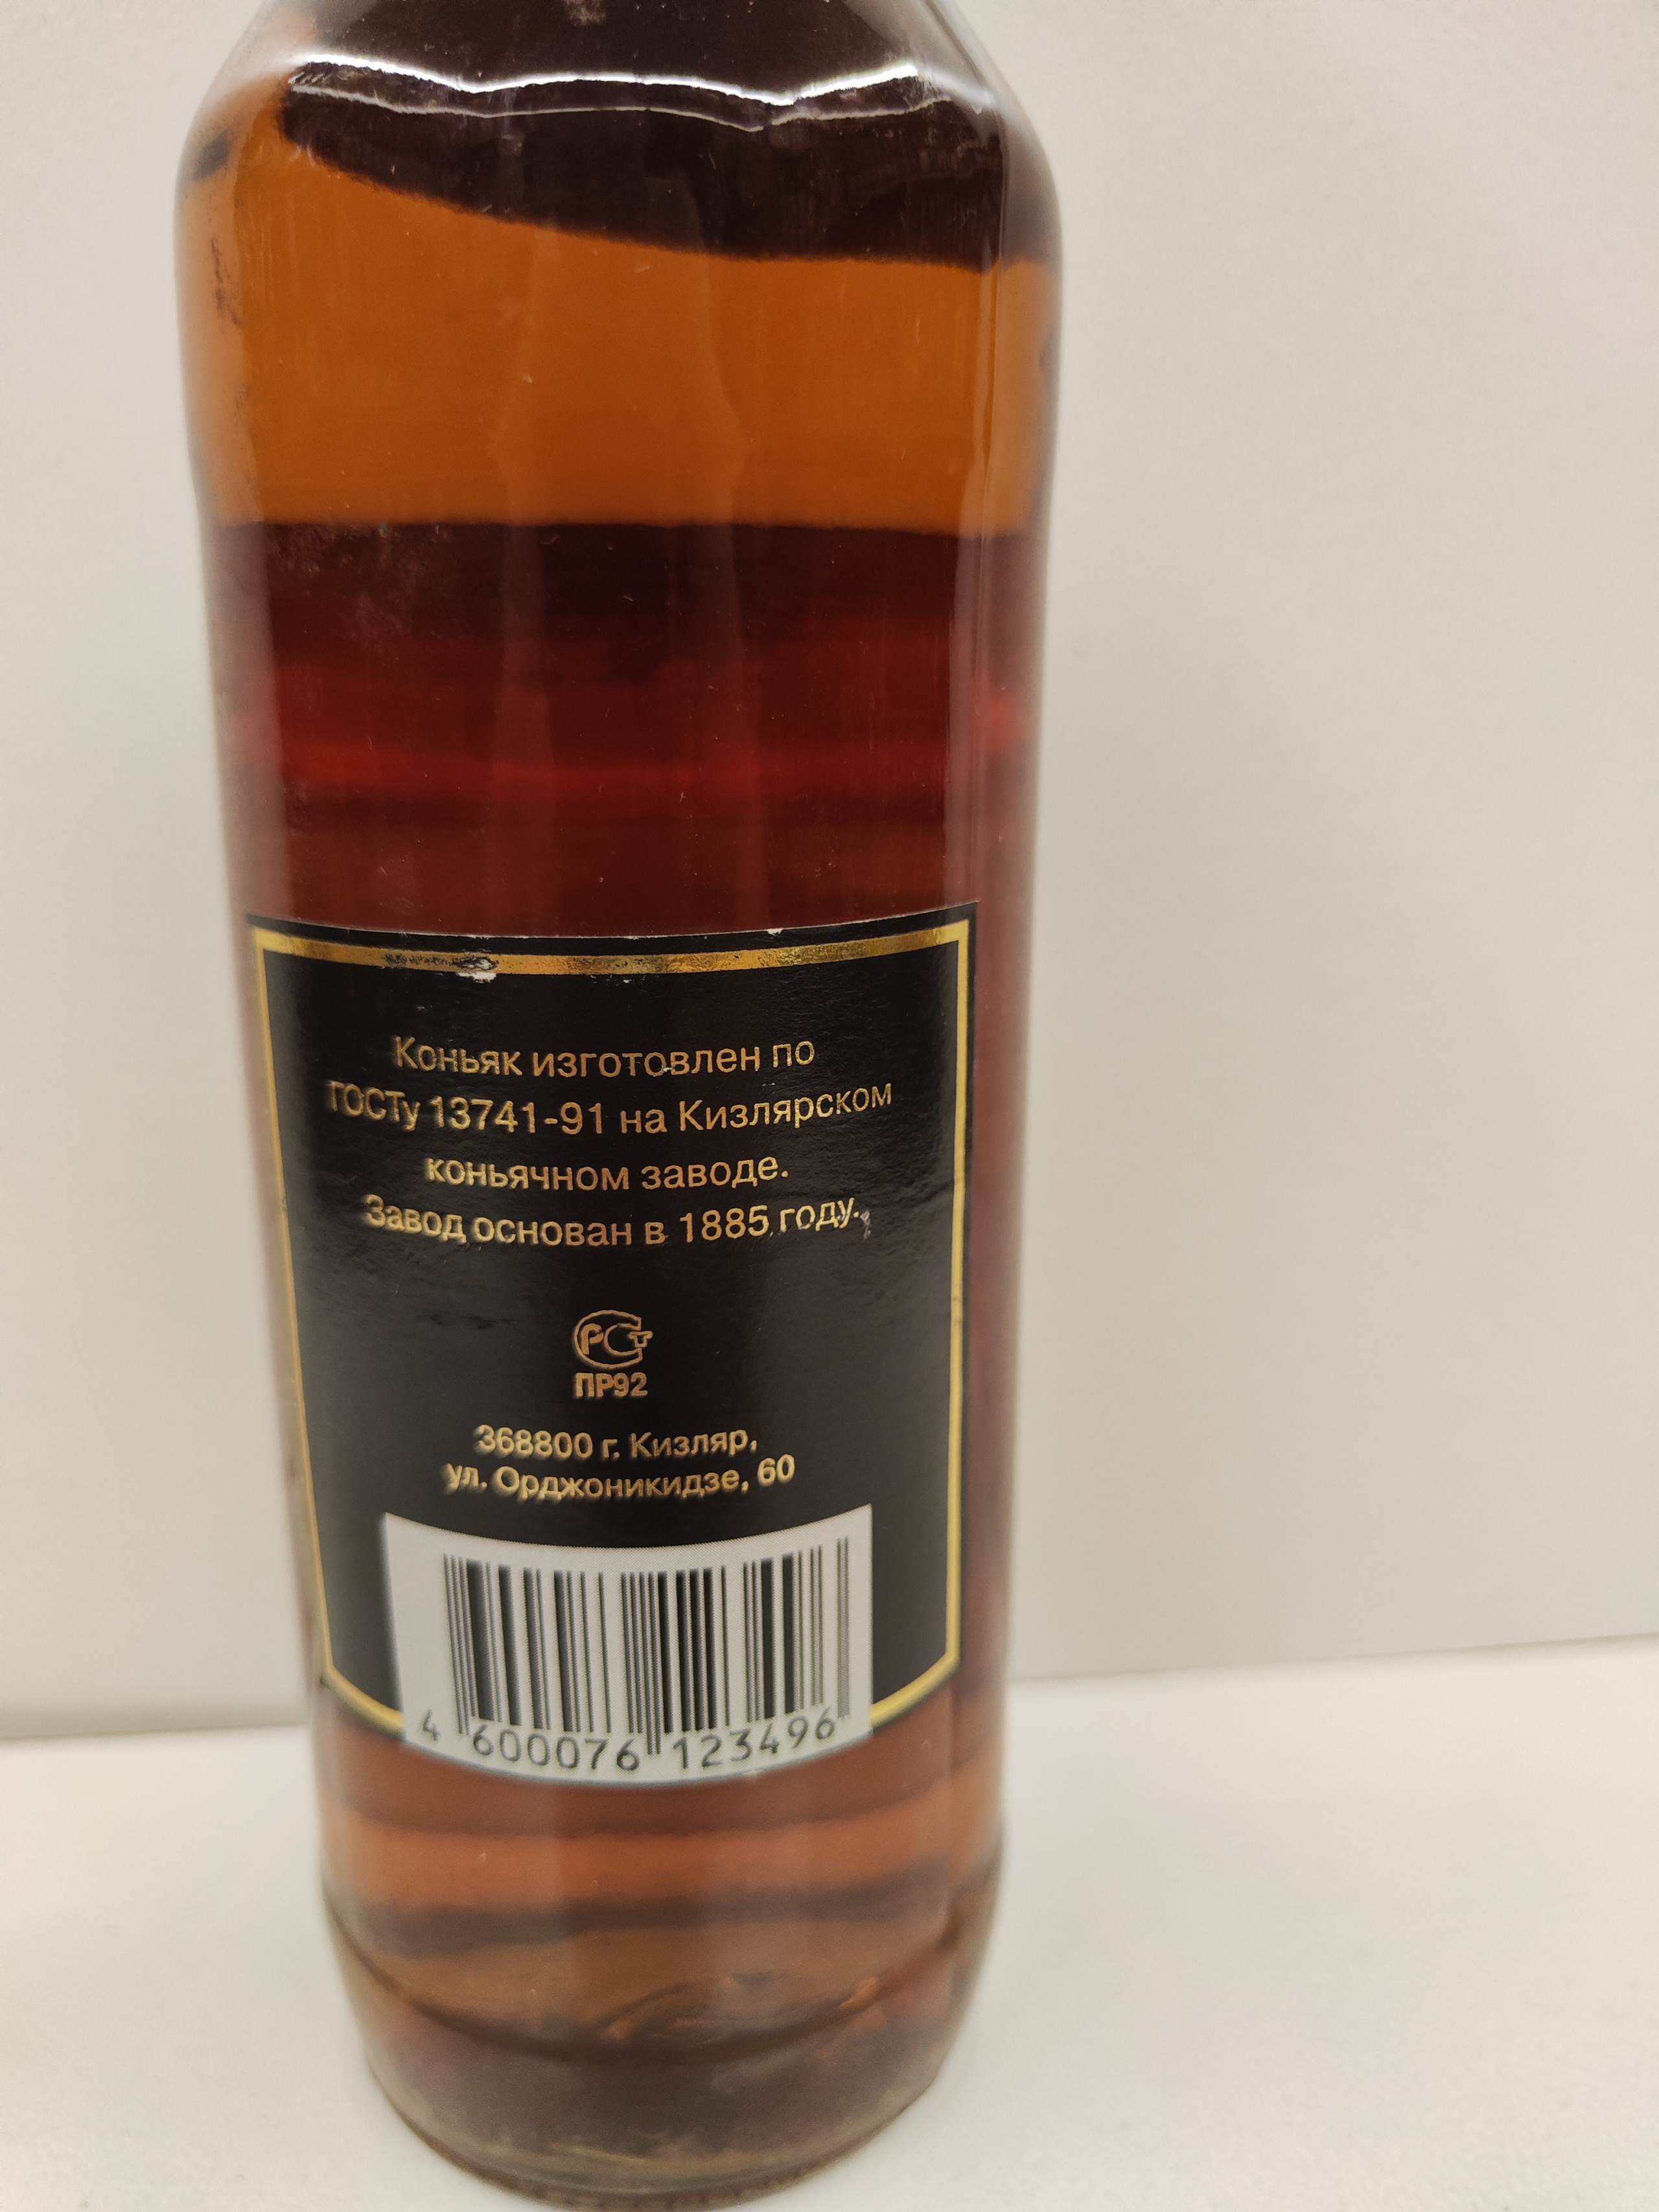 Коньяк изготовлен по
ГОСТу 13741-91 на Кизлярском
коньячном заводе.
Завод основан в 1885 году.
РСТ
ПР92
368800 г. Кизляр,
ул. Орджоникидзе, 60
4 600076 123496